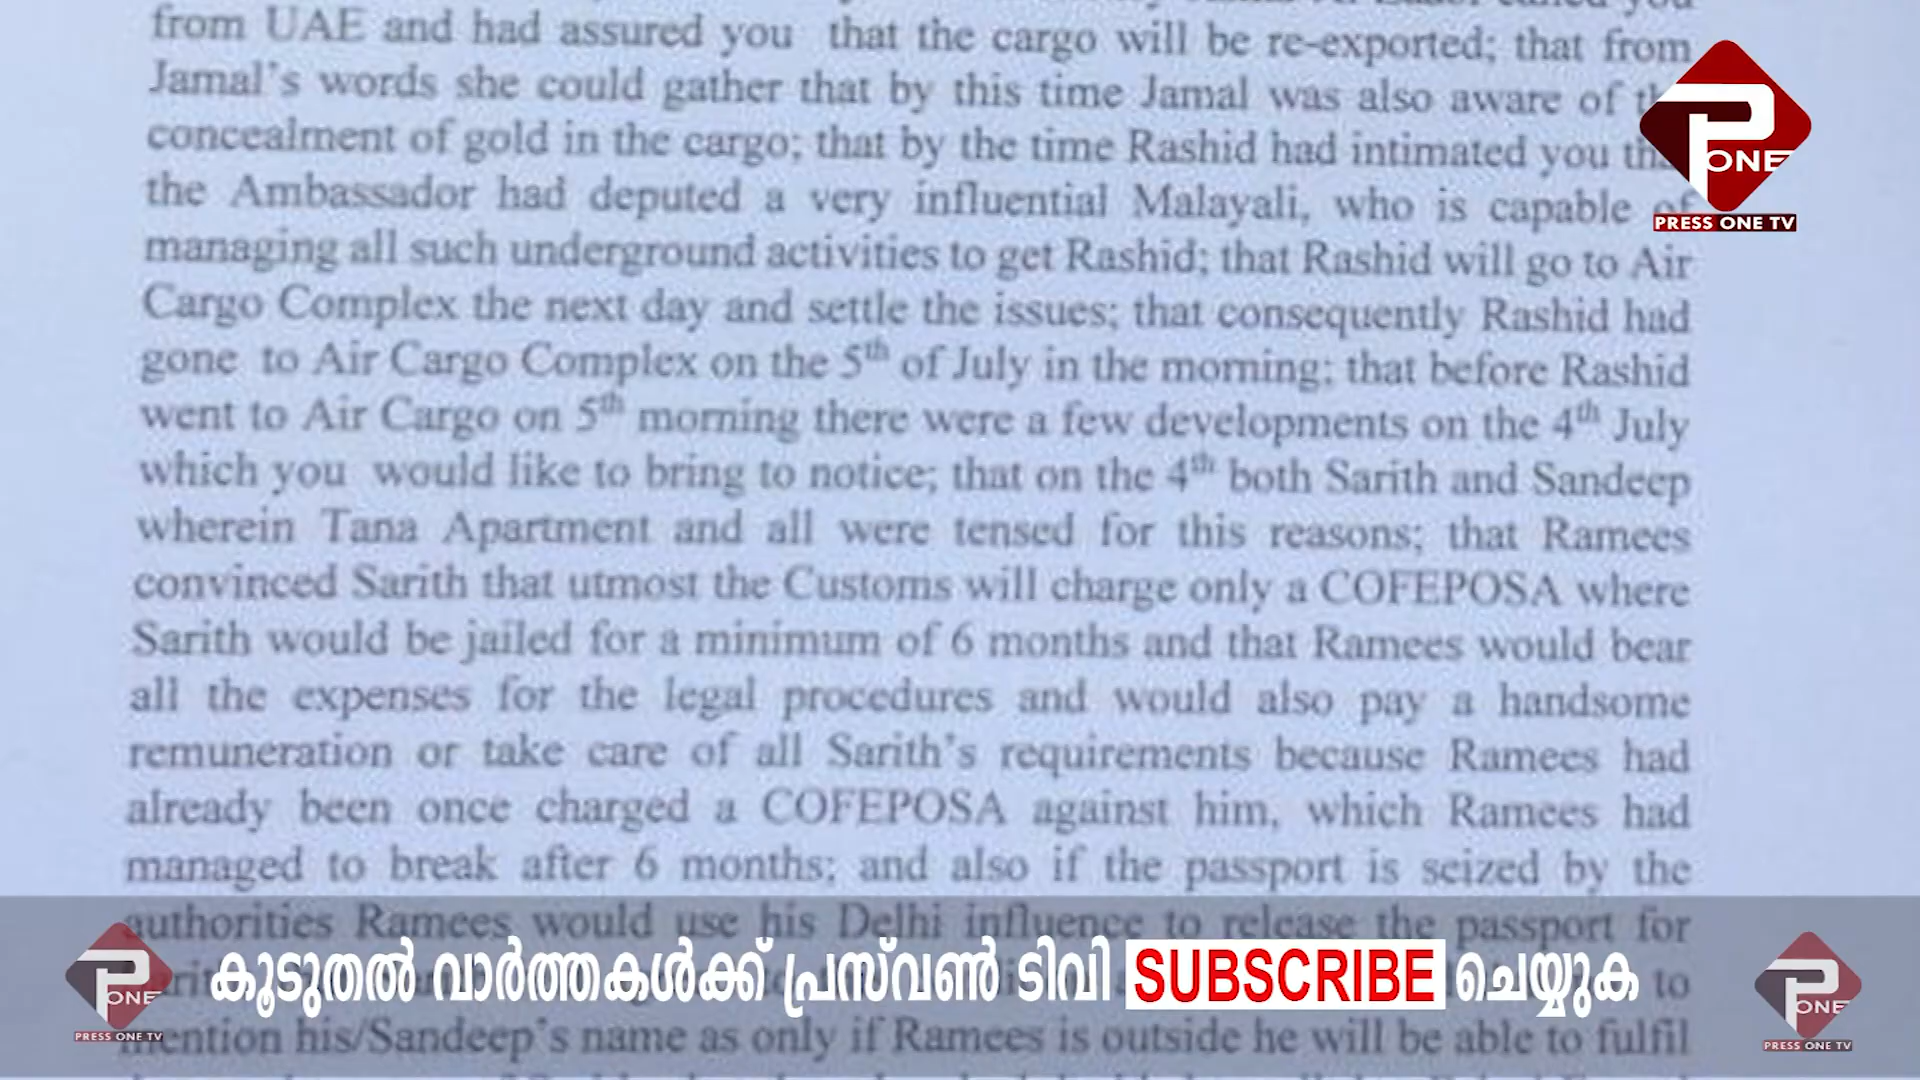 from UAE and had assured you that the cargo will be re-exported; that from
Jamal's words she could gather that by this time Jamal was also aware of
concealment of gold in the cargo; that by the time Rashid had intimated you
the Ambassador had deputed a very influential Malayali, who is capable of
managing all such underground activities to get Rashid; that Rashid will go to Air
Cargo Complex the next day and settle the issues; that consequently Rashid had
gone to Air Cargo Complex on the 5th of July in the morning; that before Rashid
went to Air Cargo on 5th morning there were a few developments on the 4th July
which you would like to bring to notice; that on the 4th both Sarith and Sandeep
wherein Tana Apartment and all were tensed for this reasons; that Ramees
convinced Sarith that utmost the Customs will charge only a COFEPOSA where
Sarith would be jailed for a minimum of 6 months and that Ramees would bear
all the expenses for the legal procedures and would also pay a handsome
remuneration or take care of all Sarith's requirements because Ramees had
already been once charged a COFEPOSA against him, which Ramees had
managed to break after 6 months; and also if the passport is seized by the
authorities Ramees would use his Delhi influence to release the passport for
to
mention his/Sandeep's name as only if Ramees is outside he will be able to fulfil
P ONE
PRESS ONE TV
P ONE
PRESS ONE TV
കൂടുതൽ വാർത്തകൾക്ക് പ്രസ്‌വൺ ടിവി SUBSCRIBE ചെയ്യുക
P ONE
PRESS ONE TV